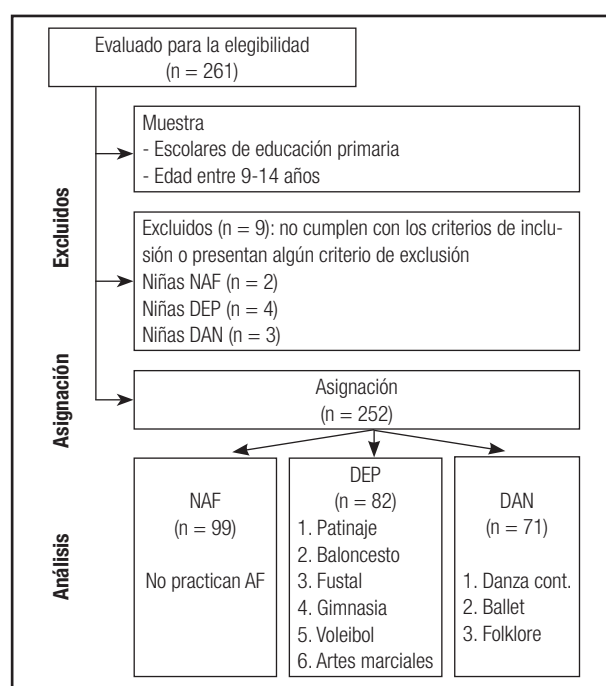 Evaluado para la elegibilidad
(n = 261)
Excluidos
Muestra
- Escolares de educación primaria
- Edad entre 9-14 años
Excluidos (n = 9): no cumplen con los criterios de inclu-
sión o presentan algún criterio de exclusión
Niñas NAF (n = 2)
Niñas DEP (n = 4)
Niñas DAN (n = 3)
Asignación
Asignación
(n = 252)
Análisis
NAF
(n = 99)
No practican AF
DEP
(n = 82)
1. Patinaje
2. Baloncesto
3. Fustal
4. Gimnasia
5. Voleibol
6. Artes marciales
DAN
(n = 71)
1. Danza cont.
2. Ballet
3. Folklore